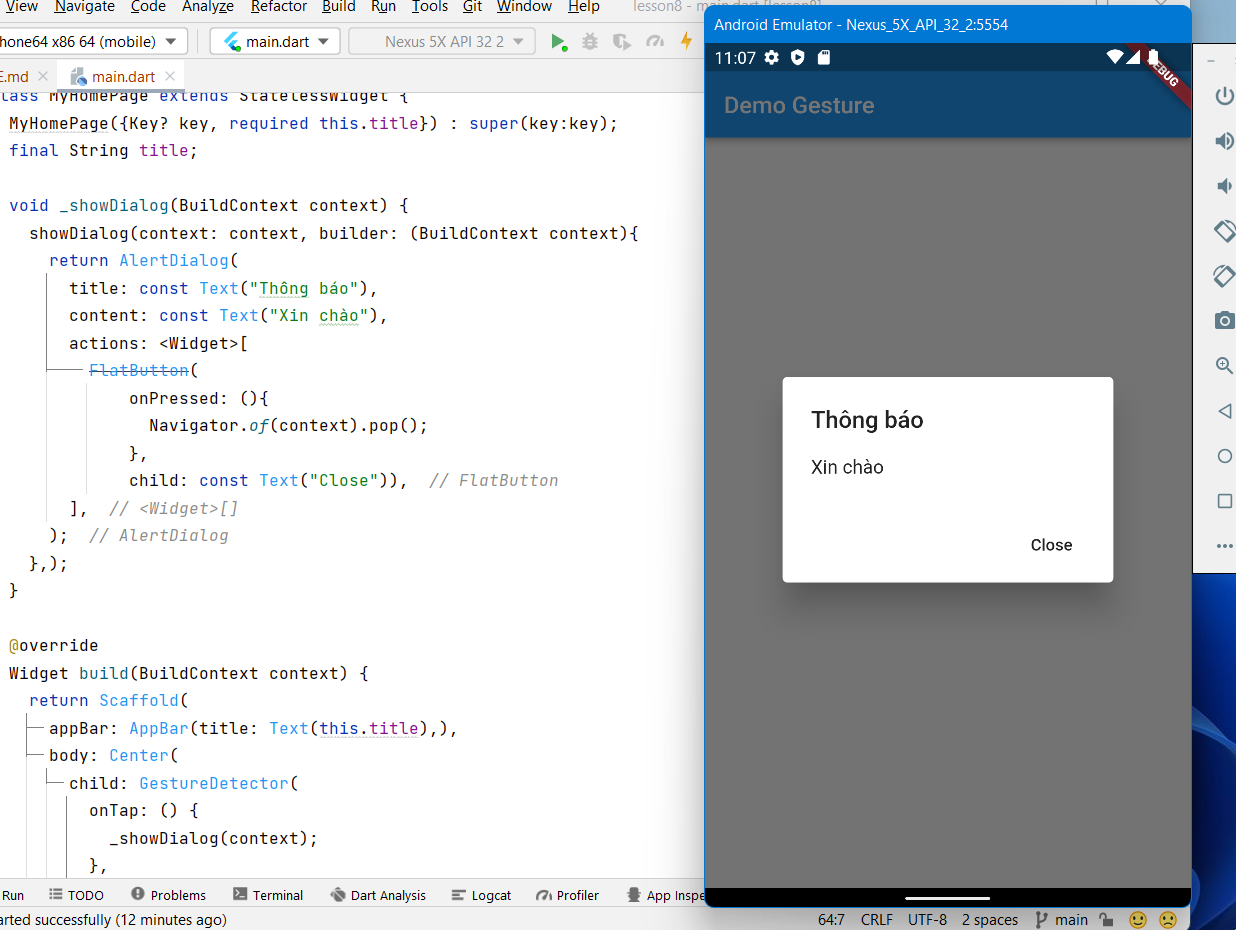 View Navigate Code Analyze Refactor Build Run Tools Git Window Help lesson8 - main.dart [lesson8]
hone64 x86 64 (mobile) main.dart Nexus 5X API 32 2
E.md main.dart
lass MyHomePage extends StatelessWidget {
MyHomePage({Key? key, required this.title}) : super(key:key);
final String title;
void _showDialog(BuildContext context) {
showDialog(context: context, builder: (BuildContext context){
return AlertDialog(
title: const Text("Thông báo"),
content: const Text("Xin chào"),
actions: <Widget>[
FlatButton(
onPressed: (){
Navigator.of(context).pop();
},
child: const Text("Close")), // FlatButton
], // <Widget>[]
); // AlertDialog
},);
}
@override
Widget build(BuildContext context) {
return Scaffold(
appBar: AppBar(title: Text(this.title),),
body: Center(
child: GestureDetector(
onTap: () {
_showDialog(context);
},
Run TODO Problems Terminal Dart Analysis Logcat Profiler App Inspe
arted successfully (12 minutes ago)
64:7 CRLF UTF-8 2 spaces main
Android Emulator - Nexus_5X_API_32_2:5554
11:07
DEBUG
Demo Gesture
Thông báo
Xin chào
Close